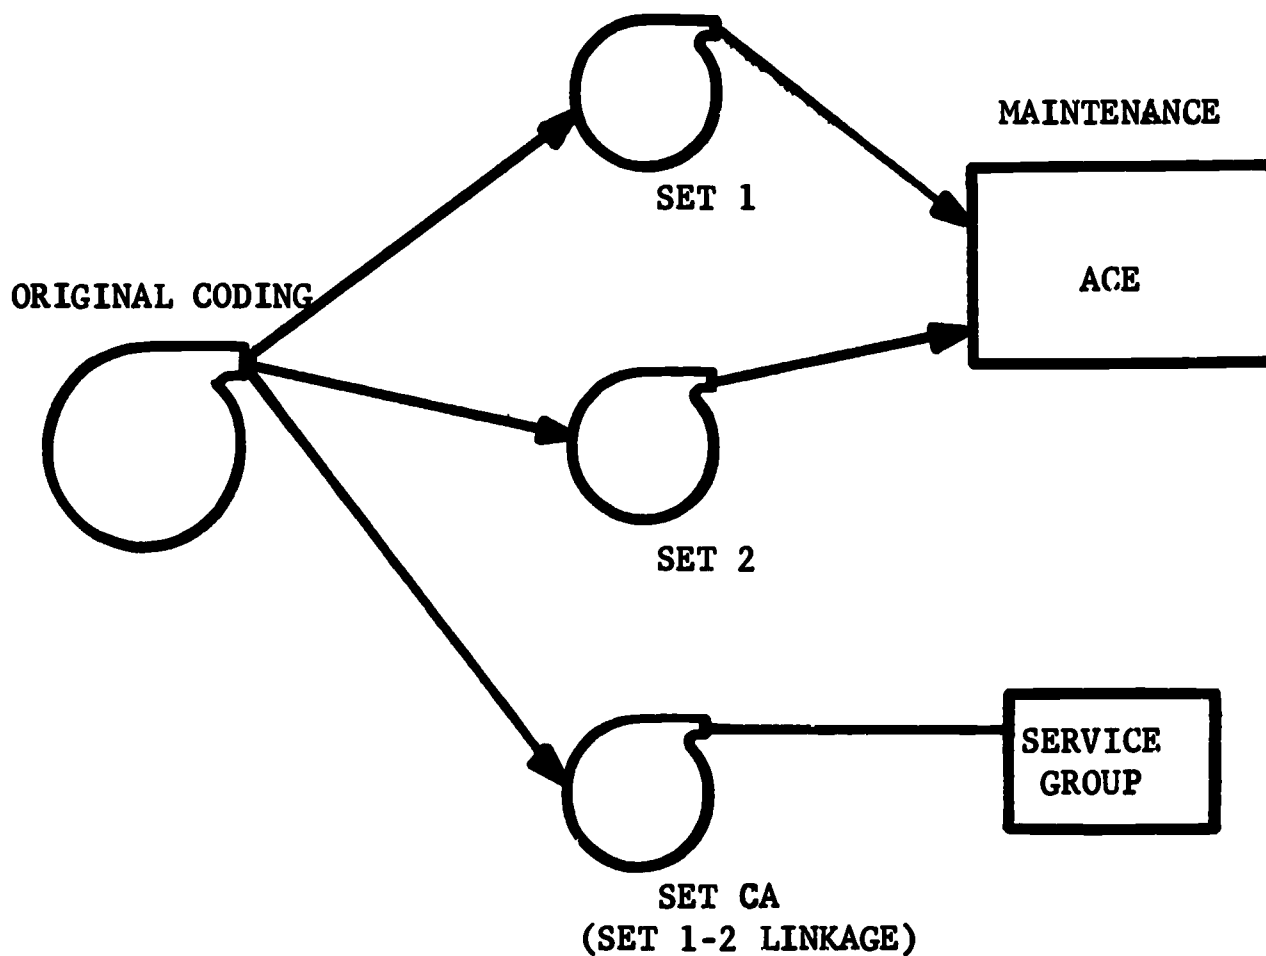 MAINTENANCE
SET 1
ACE
ORIGINAL CODING
SET 2
SERVICE
GROUP
SET CA
(SET 1-2 LINKAGE)